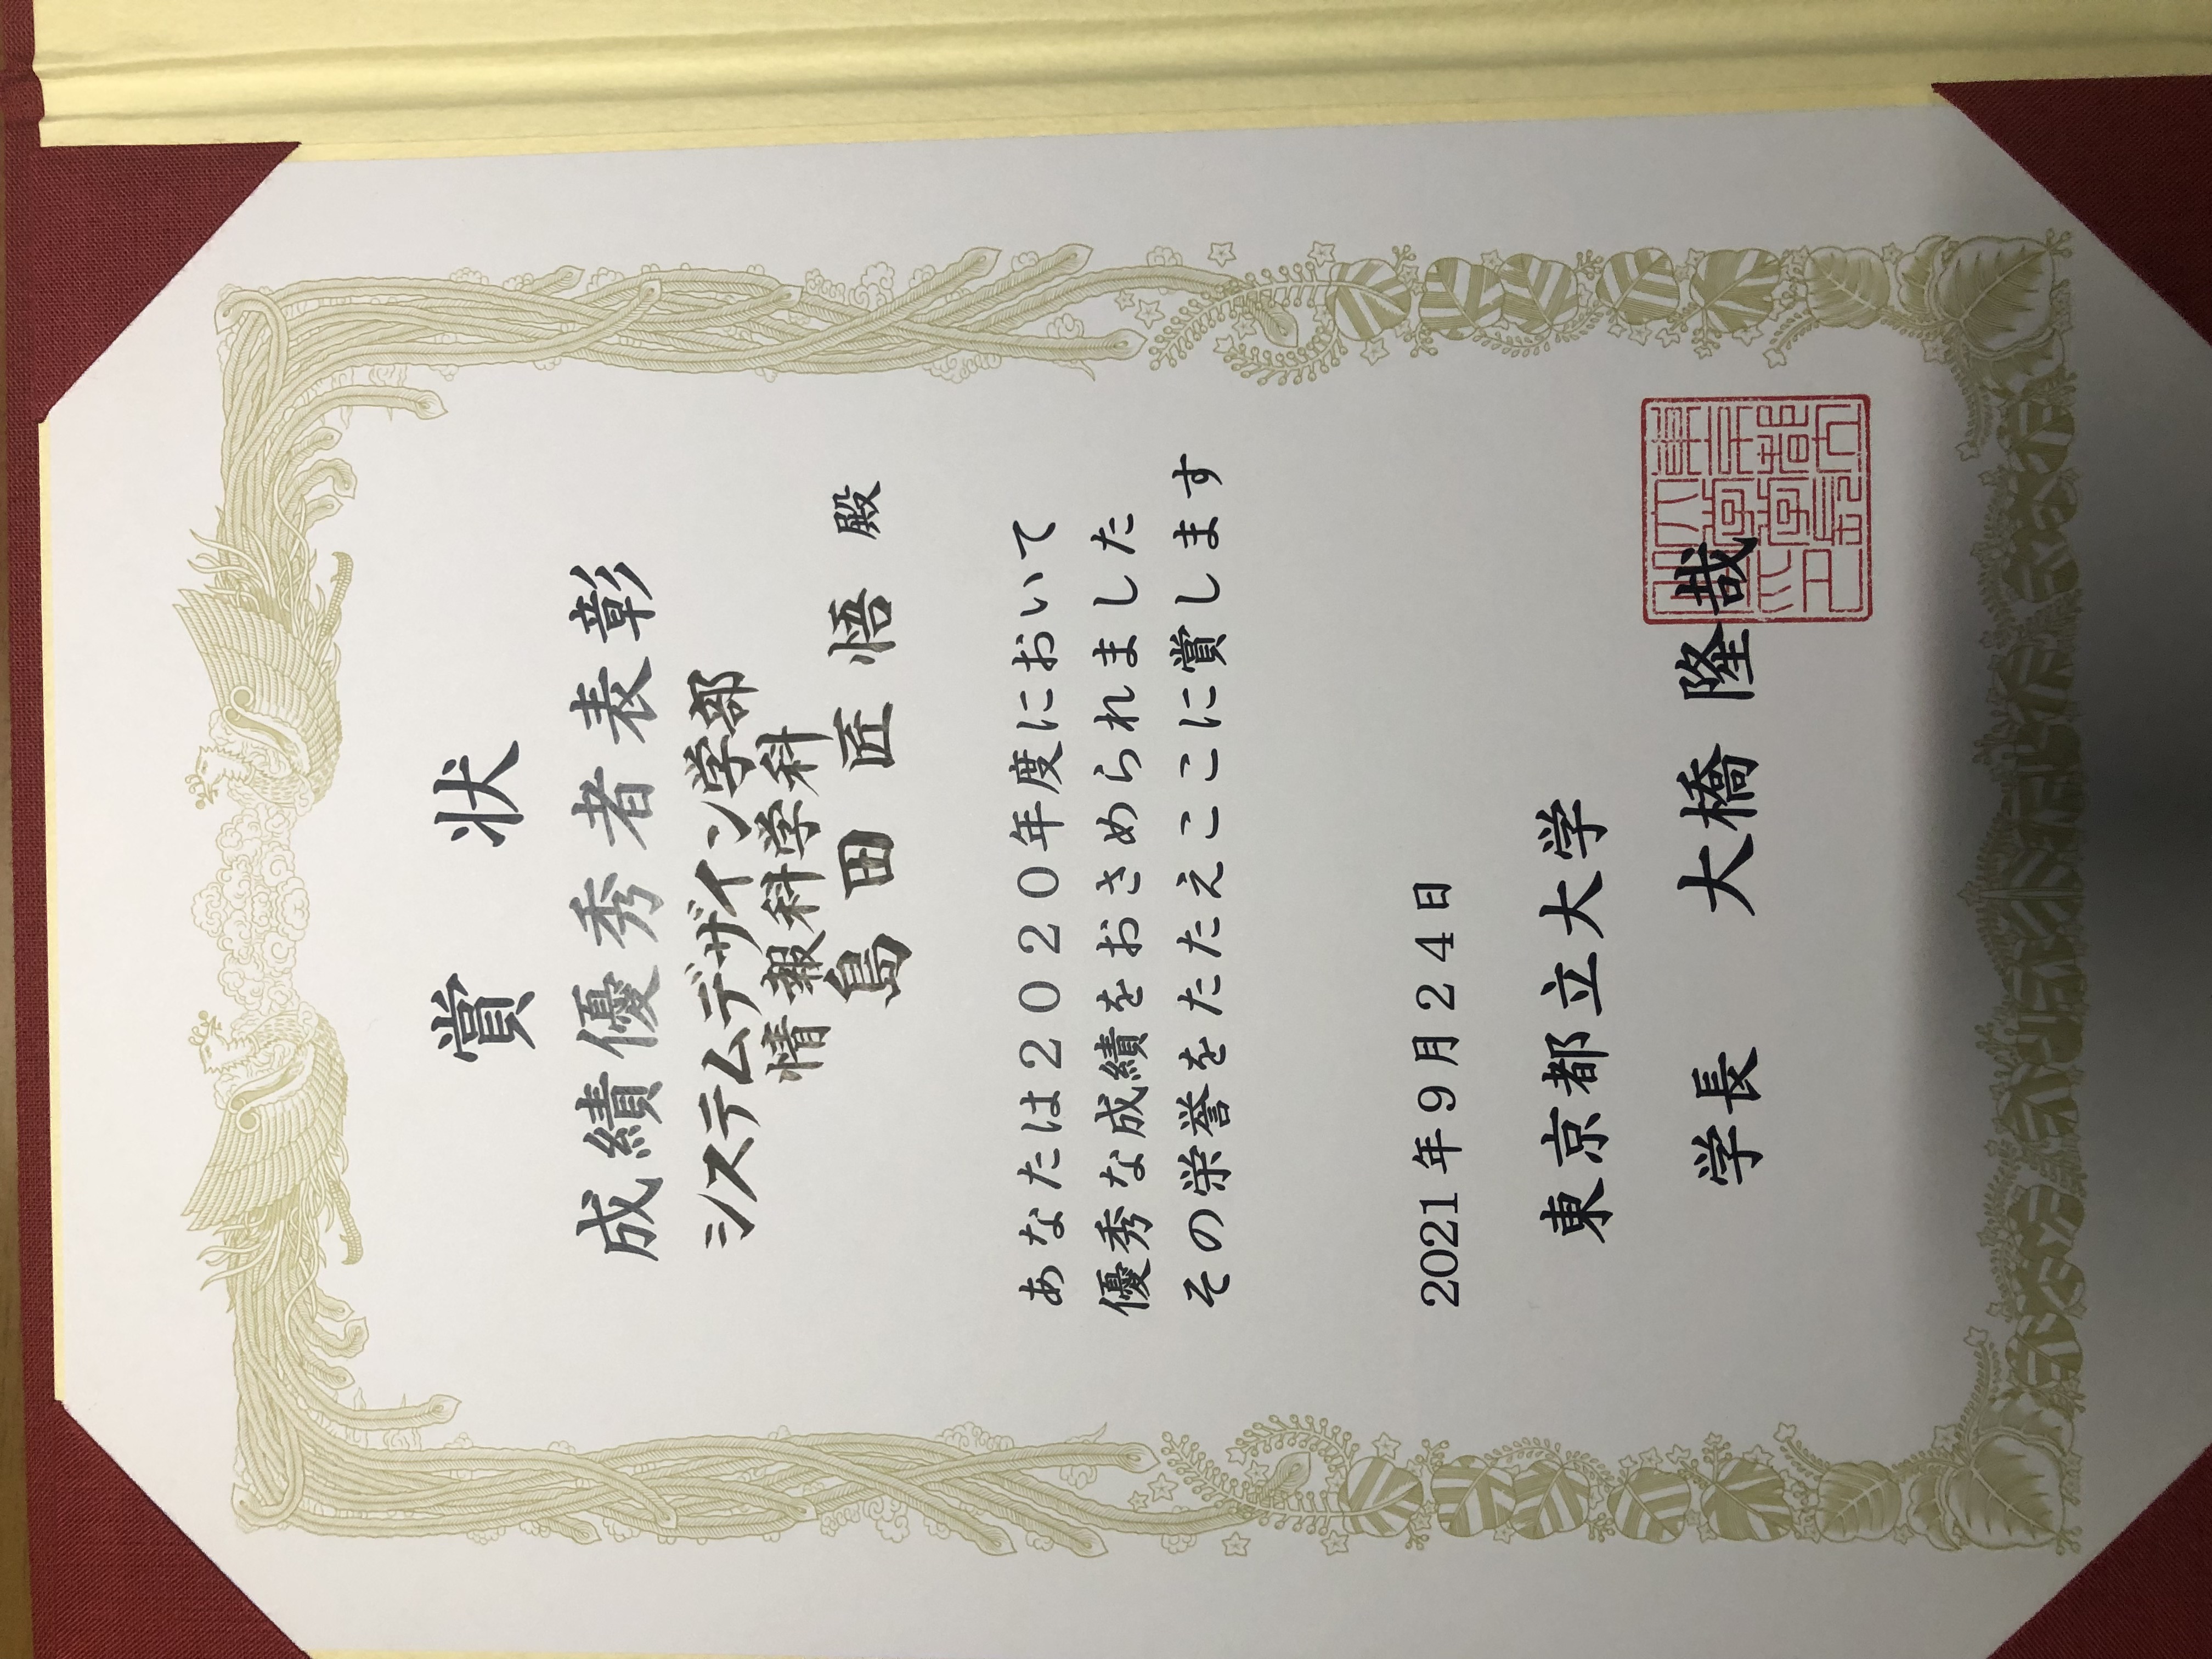 賞 状
成績優秀者表彰
システムデザイン学部
情報科学科
島田 匠悟 殿
あなたは２０２０年度において
優秀な成績をおさめられました
その栄誉をたたえここに賞します
2021年9月24日
東京都立大学
学長 大橋 隆哉
東京都立
大学学長
之印